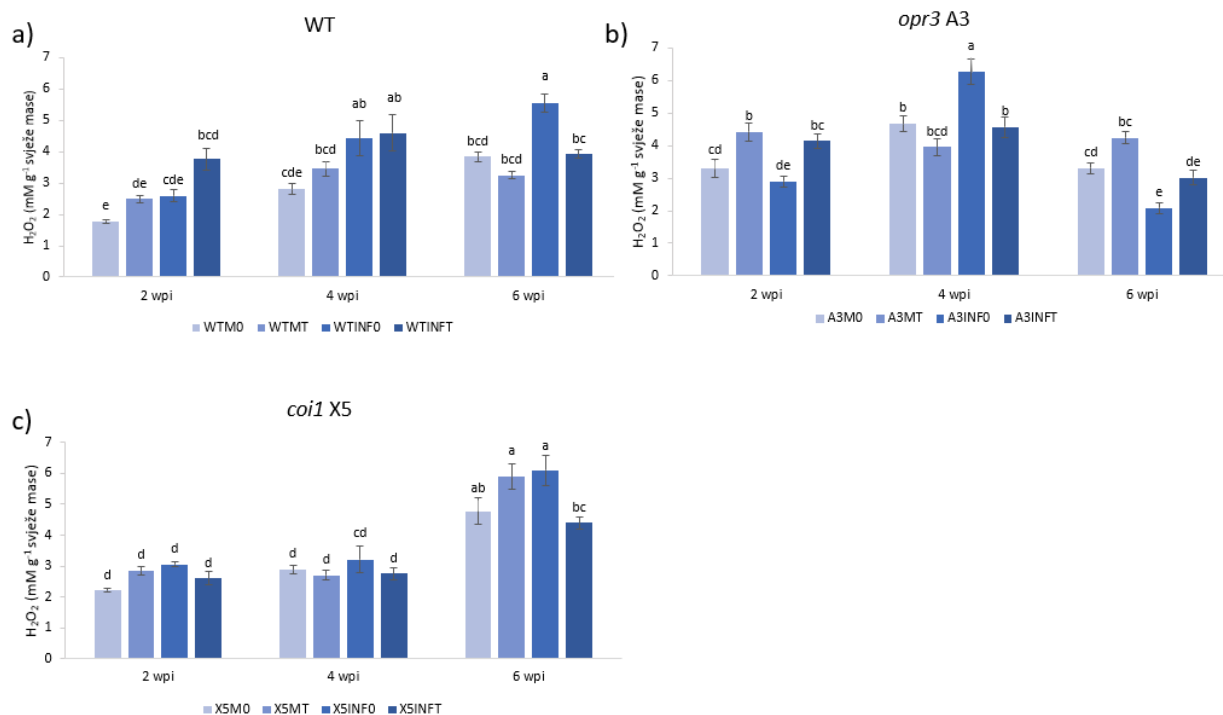 a)
WT
H₂O₂ (mM g⁻¹ svježe mase)
7
6
5
4
3
2
1
0
e
de
cde
bcd
cde
bcd
ab
ab
bcd
bcd
a
bc
2 wpi 4 wpi 6 wpi
WTM0 WTMT WTINF0 WTINFT
b)
opr3 A3
H₂O₂ (mM g⁻¹ svježe mase)
7
6
5
4
3
2
1
0
cd
b
de
bc
b
bcd
a
b
cd
bc
e
de
2 wpi 4 wpi 6 wpi
A3M0 A3MT A3INF0 A3INFT
c)
coi1 X5
H₂O₂ (mM g⁻¹ svježe mase)
7
6
5
4
3
2
1
0
d
d
d
d
d
d
cd
d
ab
a
a
bc
2 wpi 4 wpi 6 wpi
X5M0 X5MT X5INF0 X5INFT